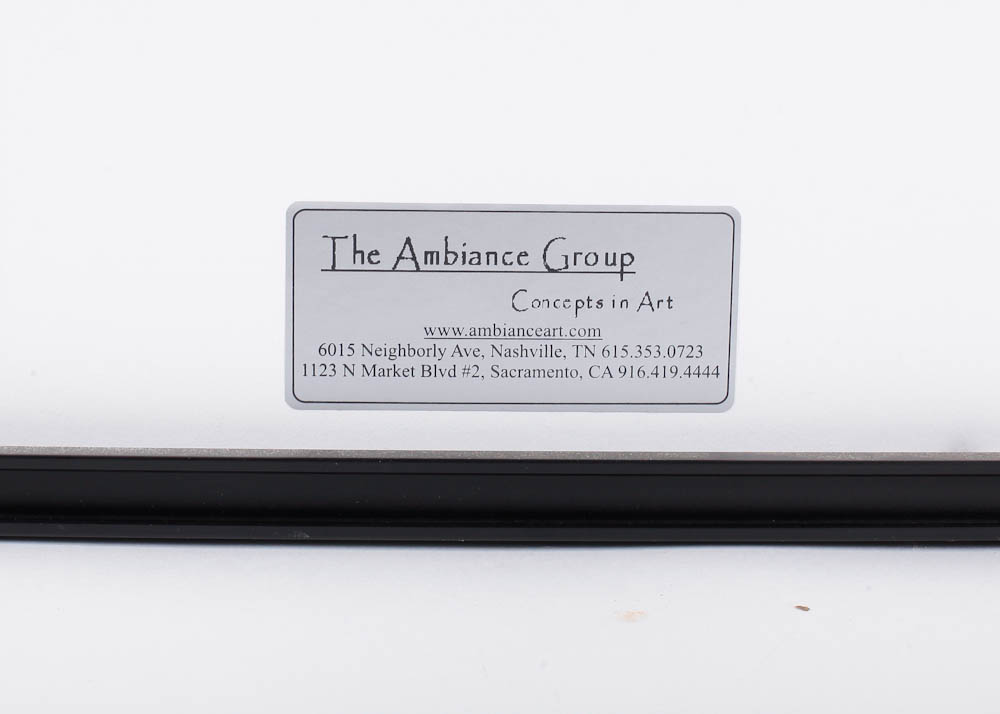 The Ambiance Group
Concepts in Art
www.ambianceart.com
6015 Neighborly Ave, Nashville, TN 615.353.0723
1123 N Market Blvd #2, Sacramento, CA 916.419.4444